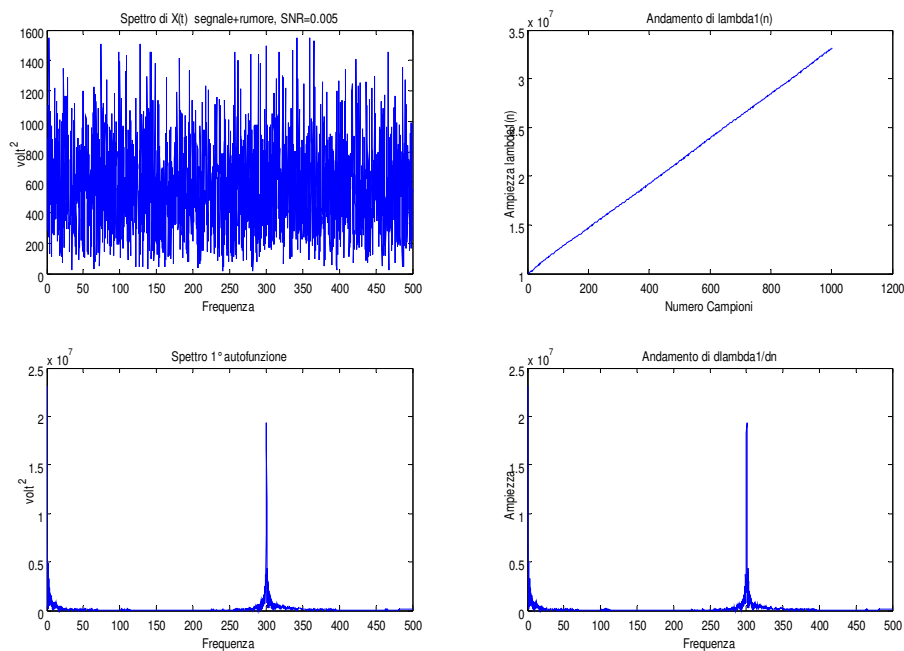 Spettro di X(t) segnale+rumore, SNR=0.005
1600
1400
1200
1000
800
600
400
200
0
volt 2
0 50 100 150 200 250 300 350 400 450 500
Frequenza
Andamento di lambda1(n)
x 10 7
3.5
3
2.5
2
1.5
1
Ampiezza lambda1(n)
0 200 400 600 800 1000 1200
Numero Campioni
Spettro 1° autofunzione
x 10 7
2.5
2
1.5
1
0.5
0
volt 2
0 50 100 150 200 250 300 350 400 450 500
Frequenza
Andamento di dlambda1/dn
x 10 7
2.5
2
1.5
1
0.5
0
Ampiezza
0 50 100 150 200 250 300 350 400 450 500
Frequenza